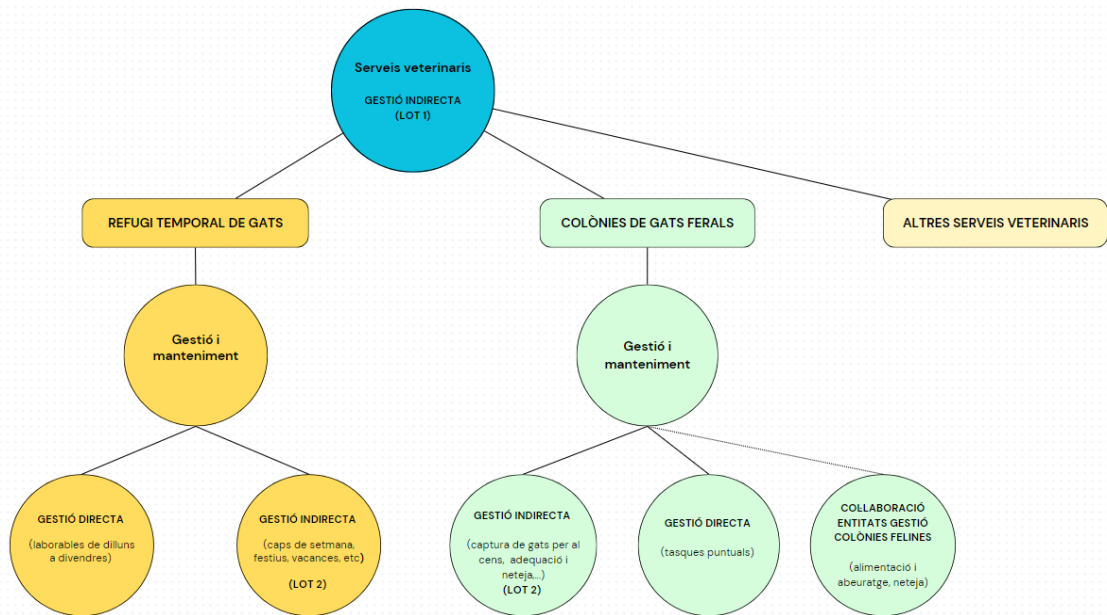 Serveis veterinaris
GESTIÓ INDIRECTA
(LOT 1)
REFUGI TEMPORAL DE GATS
COLÒNIES DE GATS FERALS
ALTRES SERVEIS VETERINARIS
Gestió i
manteniment
Gestió i
manteniment
GESTIÓ DIRECTA
(laborables de dilluns
a divendres)
GESTIÓ INDIRECTA
(caps de setmana,
festius, vacances, etc)
(LOT 2)
GESTIÓ INDIRECTA
(captura de gats per al
cens, adequació i
neteja,...)
(LOT 2)
GESTIÓ DIRECTA
(tasques puntuals)
COL·LABORACIÓ
ENTITATS GESTIÓ
COLÒNIES FELINES
(alimentació i
abeuratge, neteja)